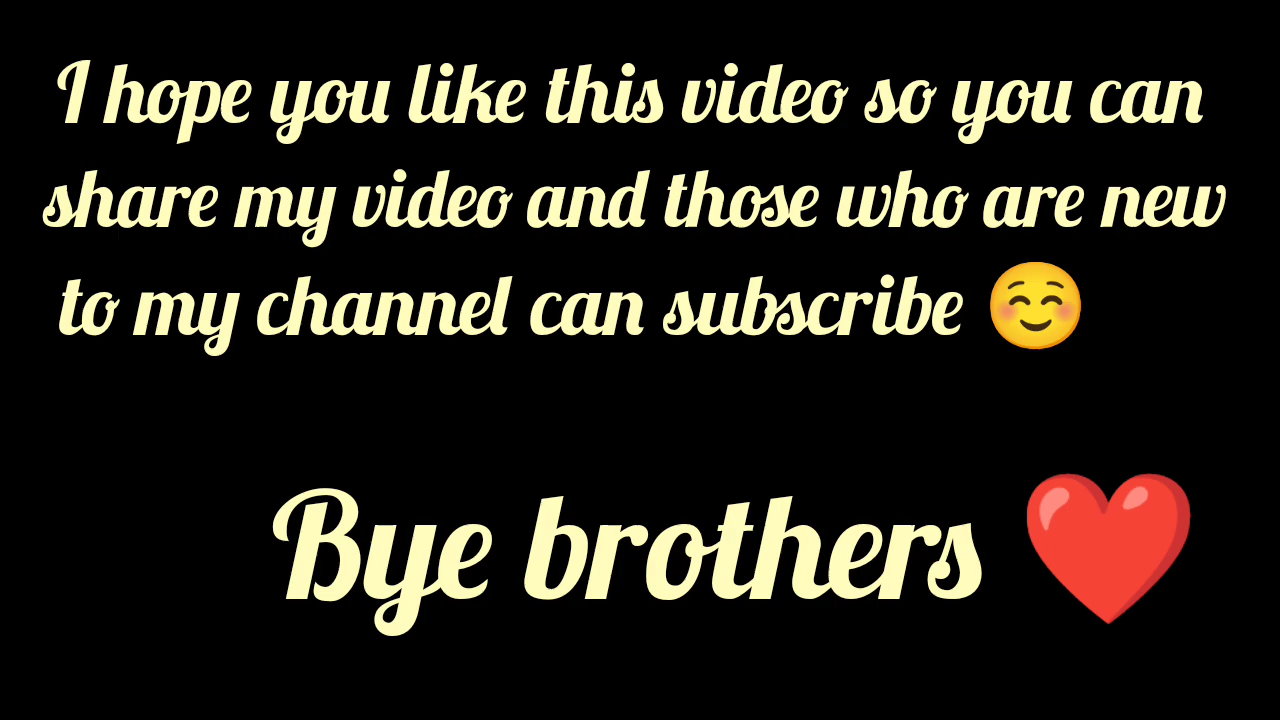 I hope you like this video so you can
share my video and those who are new
to my channel can subscribe ☺️
Bye brothers ❤️